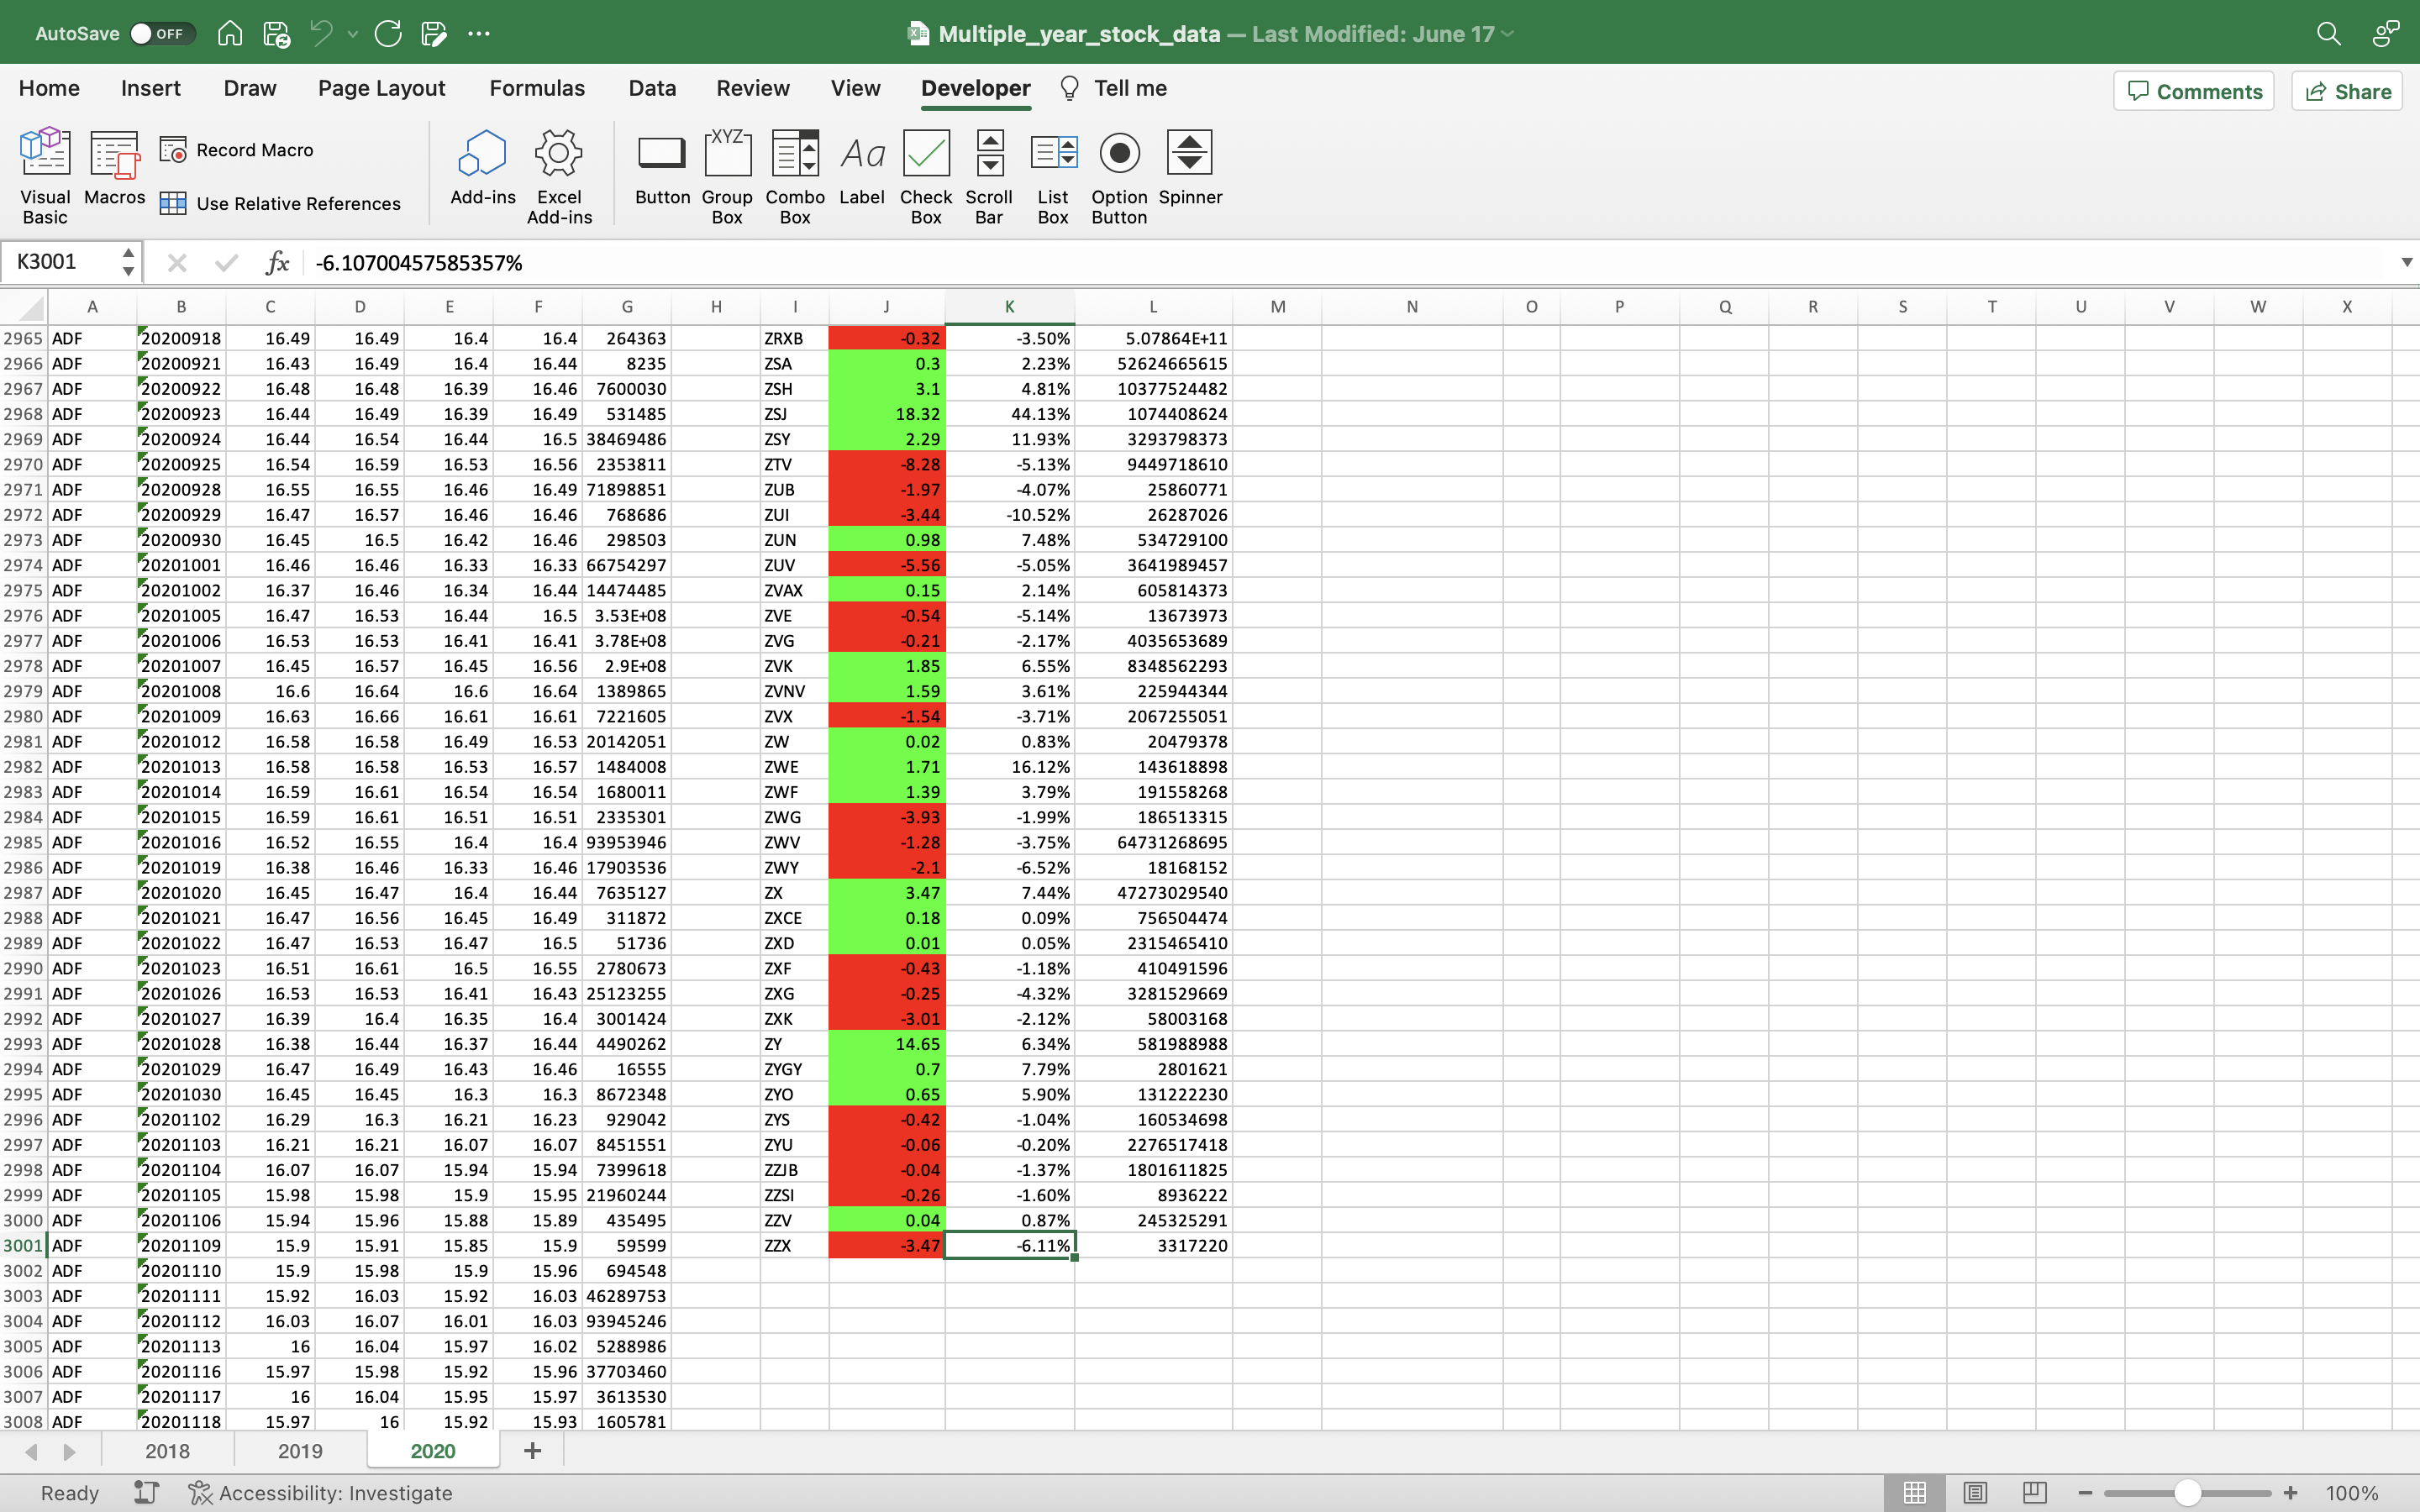 AutoSave OFF Multiple_year_stock_data — Last Modified: June 17
Home Insert Draw Page Layout Formulas Data Review View Developer Tell me Comments Share
Visual Basic Macros Record Macro Use Relative References Add-ins Excel Add-ins Button XYZ Group Box Combo Box Aa Label Check Box Scroll Bar List Box Option Button Spinner
K3001 fx -6.10700457585357%
A B C D E F G H I J K L M N O P Q R S T U V W X
2965 ADF 20200918 16.49 16.49 16.4 16.4 264363 ZRXB -0.32 -3.50% 5.07864E+11
2966 ADF 20200921 16.43 16.49 16.4 16.44 8235 ZSA 0.3 2.23% 52624665615
2967 ADF 20200922 16.48 16.48 16.39 16.46 7600030 ZSH 3.1 4.81% 10377524482
2968 ADF 20200923 16.44 16.49 16.39 16.49 531485 ZSJ 18.32 44.13% 1074408624
2969 ADF 20200924 16.44 16.54 16.44 16.5 38469486 ZSY 2.29 11.93% 3293798373
2970 ADF 20200925 16.54 16.59 16.53 16.56 2353811 ZTV -8.28 -5.13% 9449718610
2971 ADF 20200928 16.55 16.55 16.46 16.49 71898851 ZUB -1.97 -4.07% 25860771
2972 ADF 20200929 16.47 16.57 16.46 16.46 768686 ZUI -3.44 -10.52% 26287026
2973 ADF 20200930 16.45 16.5 16.42 16.46 298503 ZUN 0.98 7.48% 534729100
2974 ADF 20201001 16.46 16.46 16.33 16.33 66754297 ZUV -5.56 -5.05% 3641989457
2975 ADF 20201002 16.37 16.46 16.34 16.44 14474485 ZVAX 0.15 2.14% 605814373
2976 ADF 20201005 16.47 16.53 16.44 16.5 3.53E+08 ZVE -0.54 -5.14% 13673973
2977 ADF 20201006 16.53 16.53 16.41 16.41 3.78E+08 ZVG -0.21 -2.17% 4035653689
2978 ADF 20201007 16.45 16.57 16.45 16.56 2.9E+08 ZVK 1.85 6.55% 8348562293
2979 ADF 20201008 16.6 16.64 16.6 16.64 1389865 ZVNV 1.59 3.61% 225944344
2980 ADF 20201009 16.63 16.66 16.61 16.61 7221605 ZVX -1.54 -3.71% 2067255051
2981 ADF 20201012 16.58 16.58 16.49 16.53 20142051 ZW 0.02 0.83% 20479378
2982 ADF 20201013 16.58 16.58 16.53 16.57 1484008 ZWE 1.71 16.12% 143618898
2983 ADF 20201014 16.59 16.61 16.54 16.54 1680011 ZWF 1.39 3.79% 191558268
2984 ADF 20201015 16.59 16.61 16.51 16.51 2335301 ZWG -3.93 -1.99% 186513315
2985 ADF 20201016 16.52 16.55 16.4 16.4 93953946 ZWV -1.28 -3.75% 64731268695
2986 ADF 20201019 16.38 16.46 16.33 16.46 17903536 ZWY -2.1 -6.52% 18168152
2987 ADF 20201020 16.45 16.47 16.4 16.44 7635127 ZX 3.47 7.44% 47273029540
2988 ADF 20201021 16.47 16.56 16.45 16.49 311872 ZXCE 0.18 0.09% 756504474
2989 ADF 20201022 16.47 16.53 16.47 16.5 51736 ZXD 0.01 0.05% 2315465410
2990 ADF 20201023 16.51 16.61 16.5 16.55 2780673 ZXF -0.43 -1.18% 410491596
2991 ADF 20201026 16.53 16.53 16.41 16.43 25123255 ZXG -0.25 -4.32% 3281529669
2992 ADF 20201027 16.39 16.4 16.35 16.4 3001424 ZXK -3.01 -2.12% 58003168
2993 ADF 20201028 16.38 16.44 16.37 16.44 4490262 ZY 14.65 6.34% 581988988
2994 ADF 20201029 16.47 16.49 16.43 16.46 16555 ZYGY 0.7 7.79% 2801621
2995 ADF 20201030 16.45 16.45 16.3 16.3 8672348 ZYO 0.65 5.90% 131222230
2996 ADF 20201102 16.29 16.3 16.21 16.23 929042 ZYS -0.42 -1.04% 160534698
2997 ADF 20201103 16.21 16.21 16.07 16.07 8451551 ZYU -0.06 -0.20% 2276517418
2998 ADF 20201104 16.07 16.07 15.94 15.94 7399618 ZZJB -0.04 -1.37% 1801611825
2999 ADF 20201105 15.98 15.98 15.9 15.95 21960244 ZZSI -0.26 -1.60% 8936222
3000 ADF 20201106 15.94 15.96 15.88 15.89 435495 ZZV 0.04 0.87% 245325291
3001 ADF 20201109 15.9 15.91 15.85 15.9 59599 ZZX -3.47 -6.11% 3317220
3002 ADF 20201110 15.9 15.98 15.9 15.96 694548
3003 ADF 20201111 15.92 16.03 15.92 16.03 46289753
3004 ADF 20201112 16.03 16.07 16.01 16.03 93945246
3005 ADF 20201113 16 16.04 15.97 16.02 5288986
3006 ADF 20201116 15.97 15.98 15.92 15.96 37703460
3007 ADF 20201117 16 16.04 15.95 15.97 3613530
3008 ADF 20201118 15.97 16 15.92 15.93 1605781
2018 2019 2020 +
Ready Accessibility: Investigate 100%